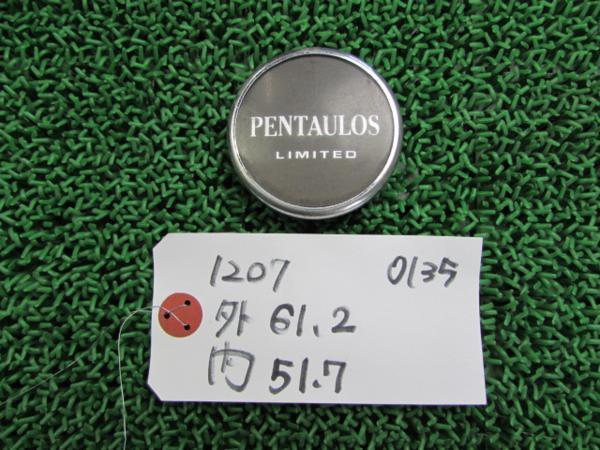 PENTAULOS
LIMITED
1207 0135
外 61.2
内 51.7